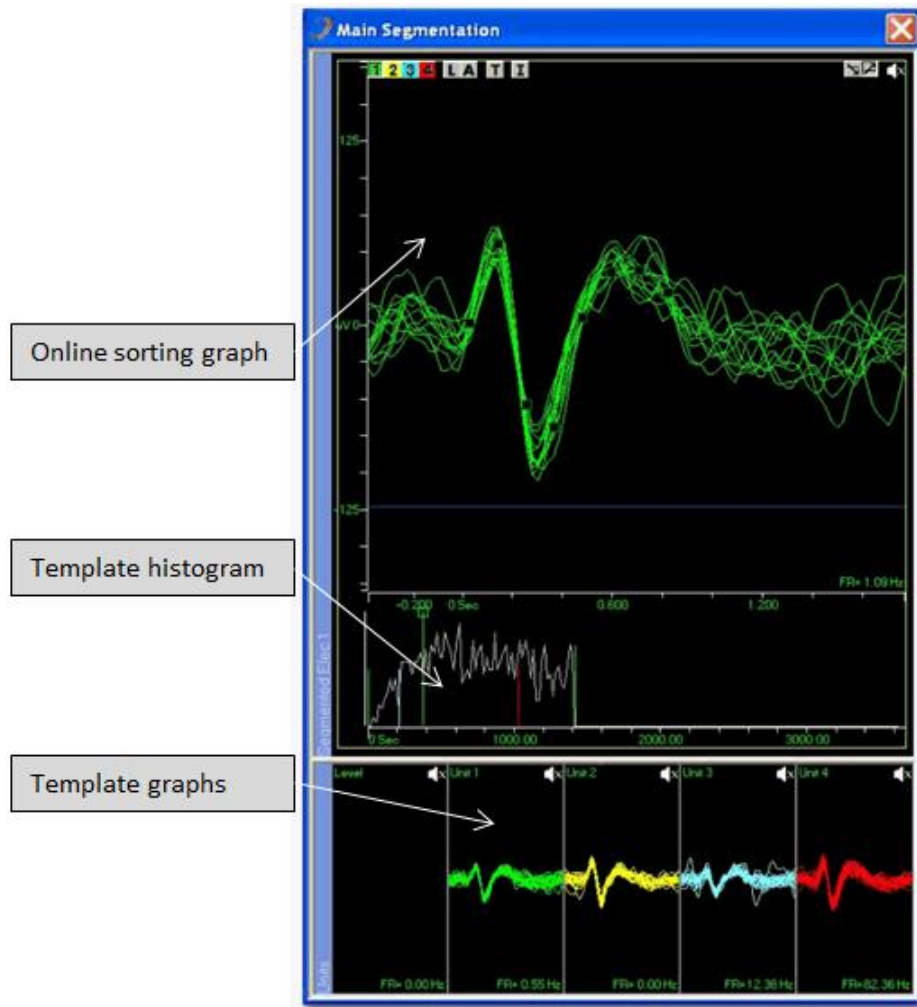 Main Segmentation
1 2 3 4 L A T I
125
Online sorting graph
uV 0
-125
Template histogram
FR= 1.09 Hz
-0.200 0 Sec 0.600 1.200
Segmented Elec 1
0 Sec 1000.00 2000.00 3000.00
Template graphs
Level Unit 1 Unit 2 Unit 3 Unit 4
FR= 0.00 Hz FR= 0.55 Hz FR= 0.00 Hz FR= 12.36 Hz FR= 82.36 Hz
Units